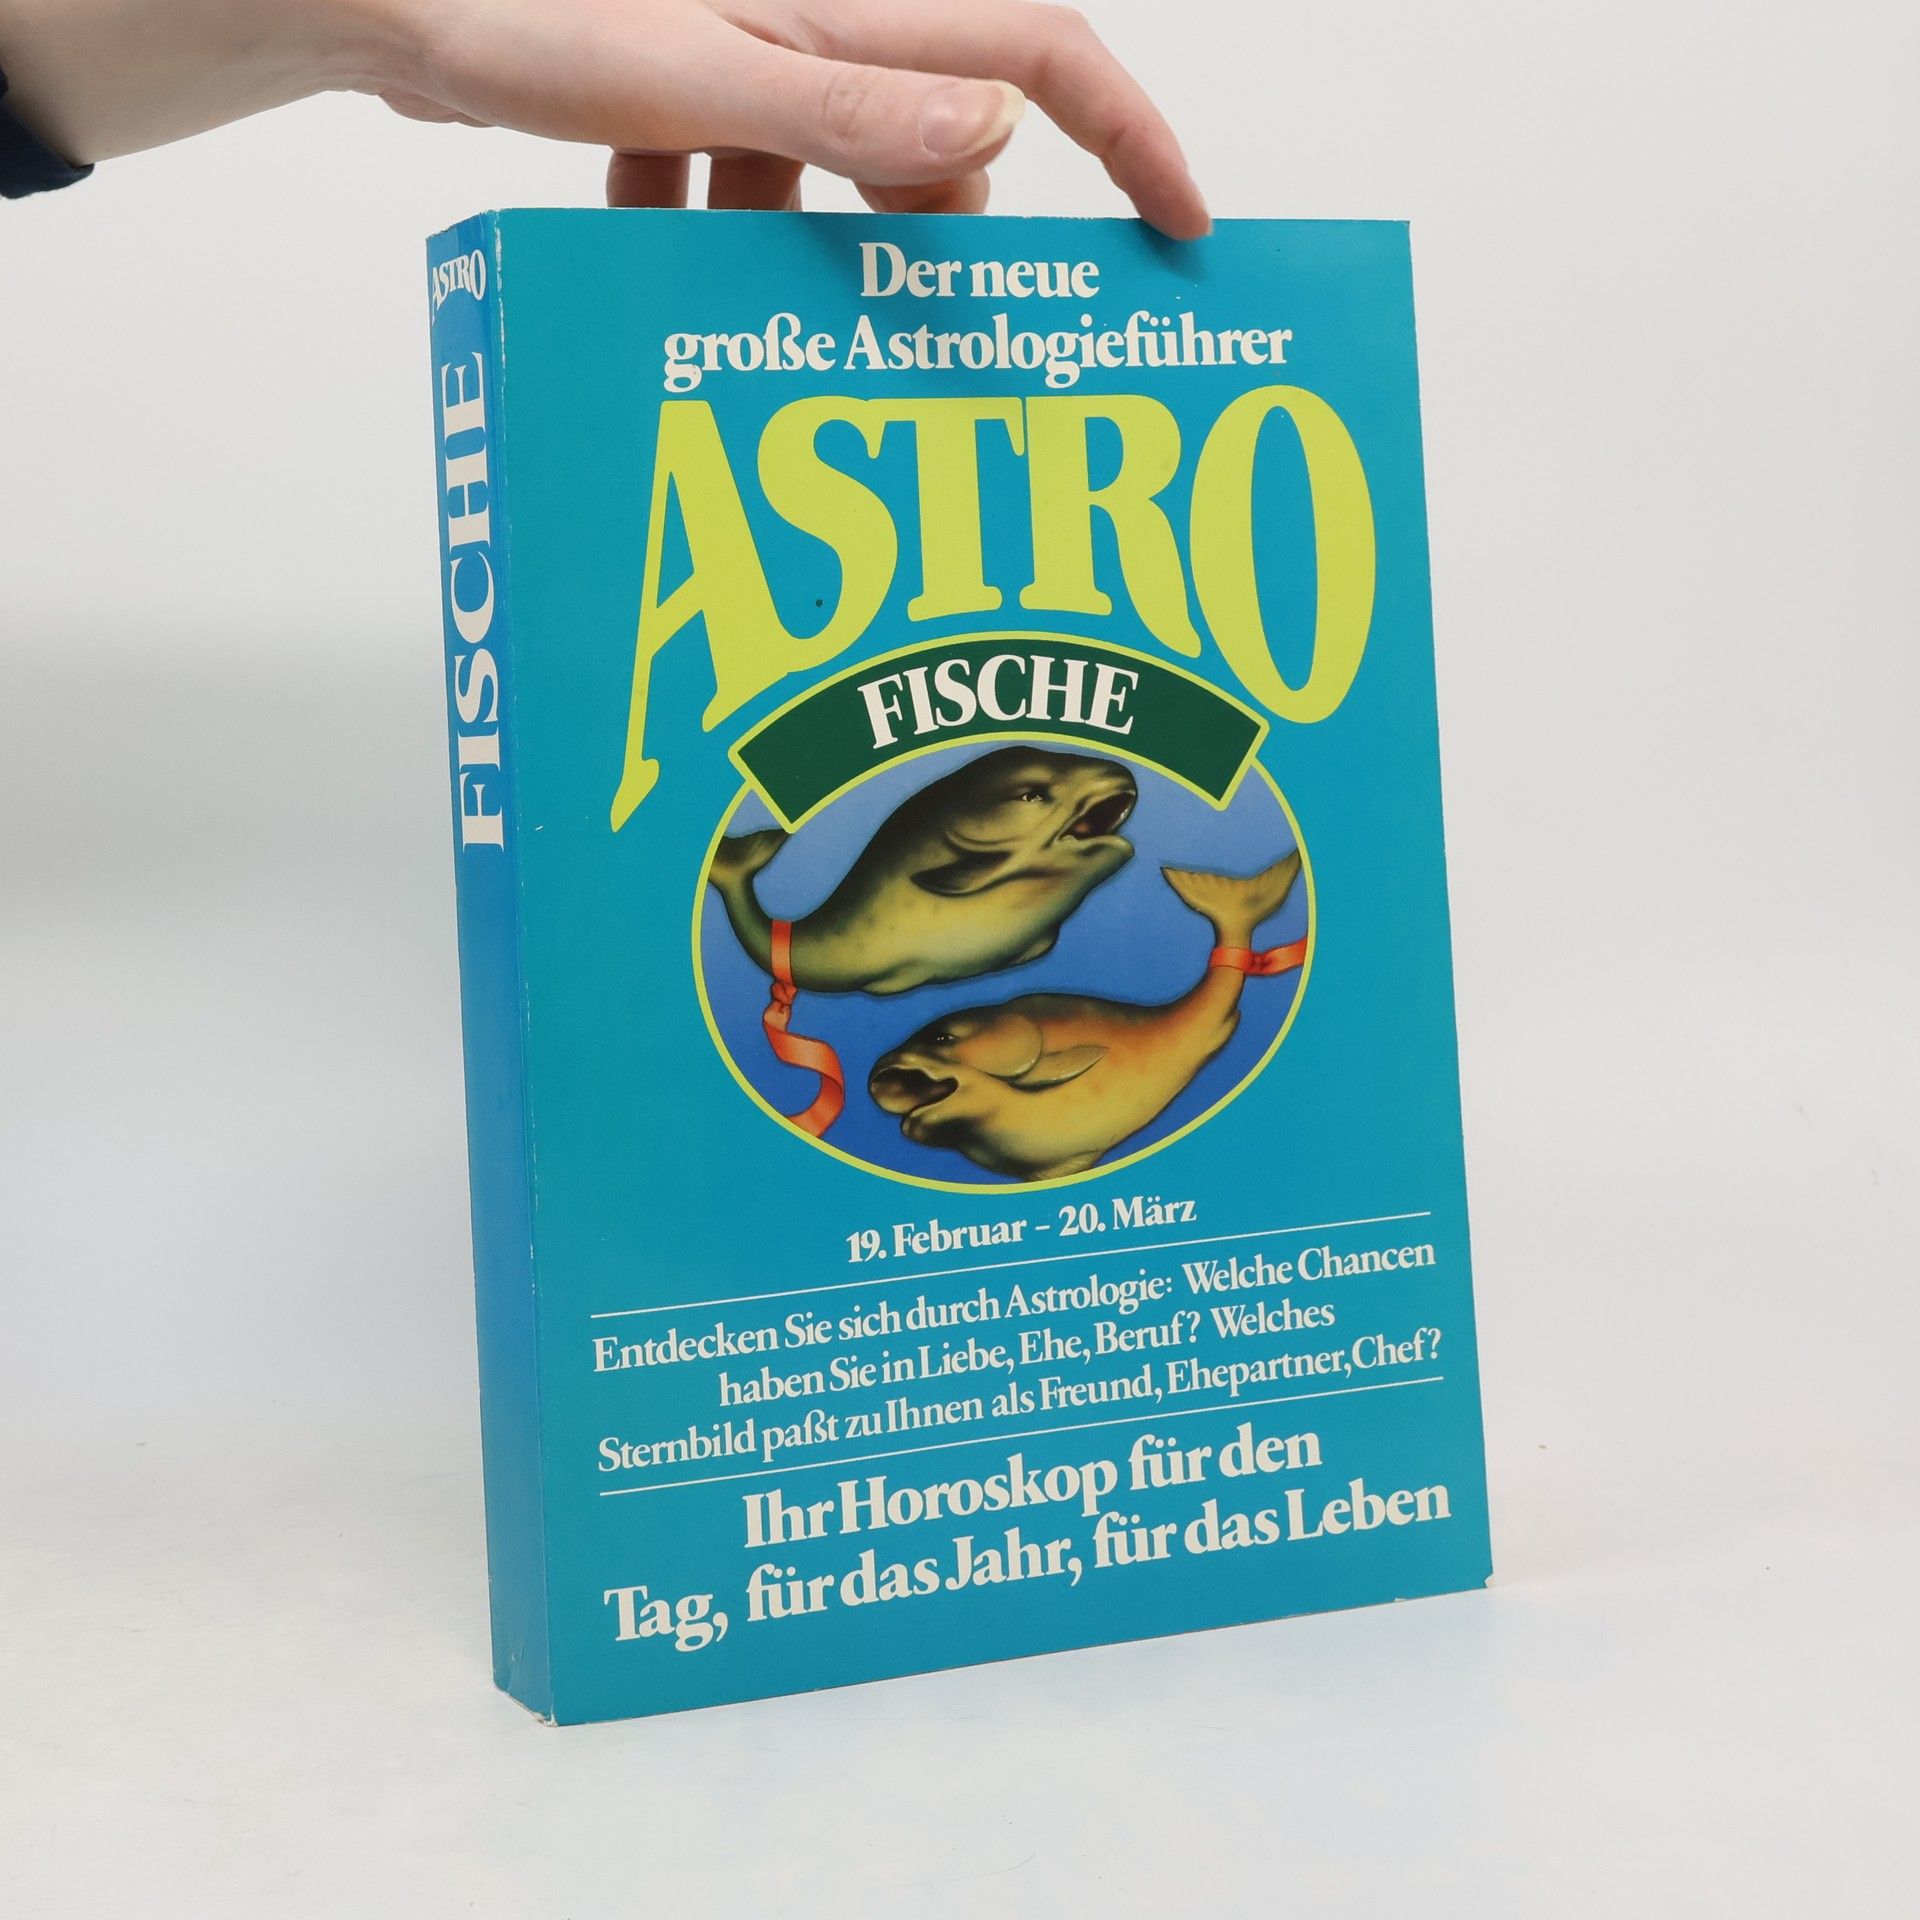 ASTRO
FISCHE
Der neue
große Astrologieführer
ASTRO
FISCHE
19. Februar – 20. März
Entdecken Sie sich durch Astrologie: Welche Chancen
haben Sie in Liebe, Ehe, Beruf? Welches
Sternbild paßt zu Ihnen als Freund, Ehepartner, Chef?
Ihr Horoskop für den
Tag, für das Jahr, für das Leben